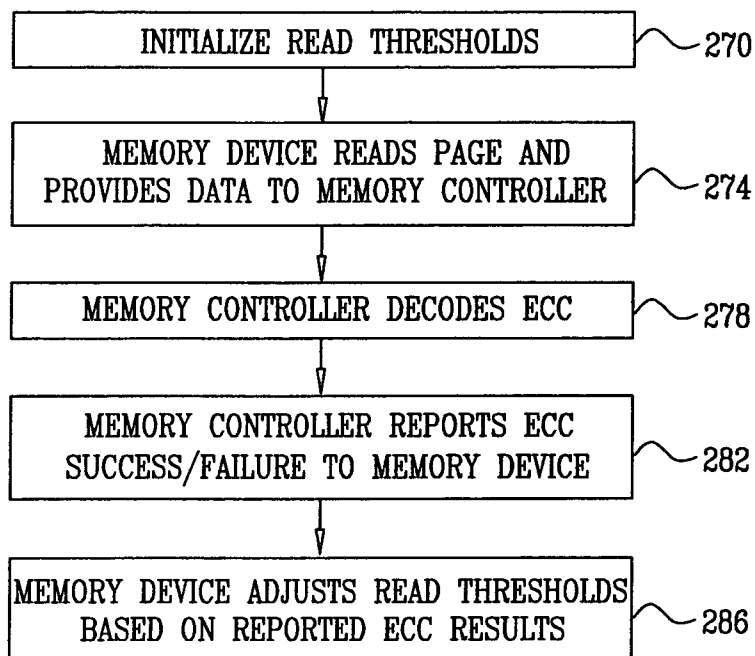 INITIALIZE READ THRESHOLDS
270
MEMORY DEVICE READS PAGE AND
PROVIDES DATA TO MEMORY CONTROLLER
274
MEMORY CONTROLLER DECODES ECC
278
MEMORY CONTROLLER REPORTS ECC
SUCCESS/FAILURE TO MEMORY DEVICE
282
MEMORY DEVICE ADJUSTS READ THRESHOLDS
BASED ON REPORTED ECC RESULTS
286